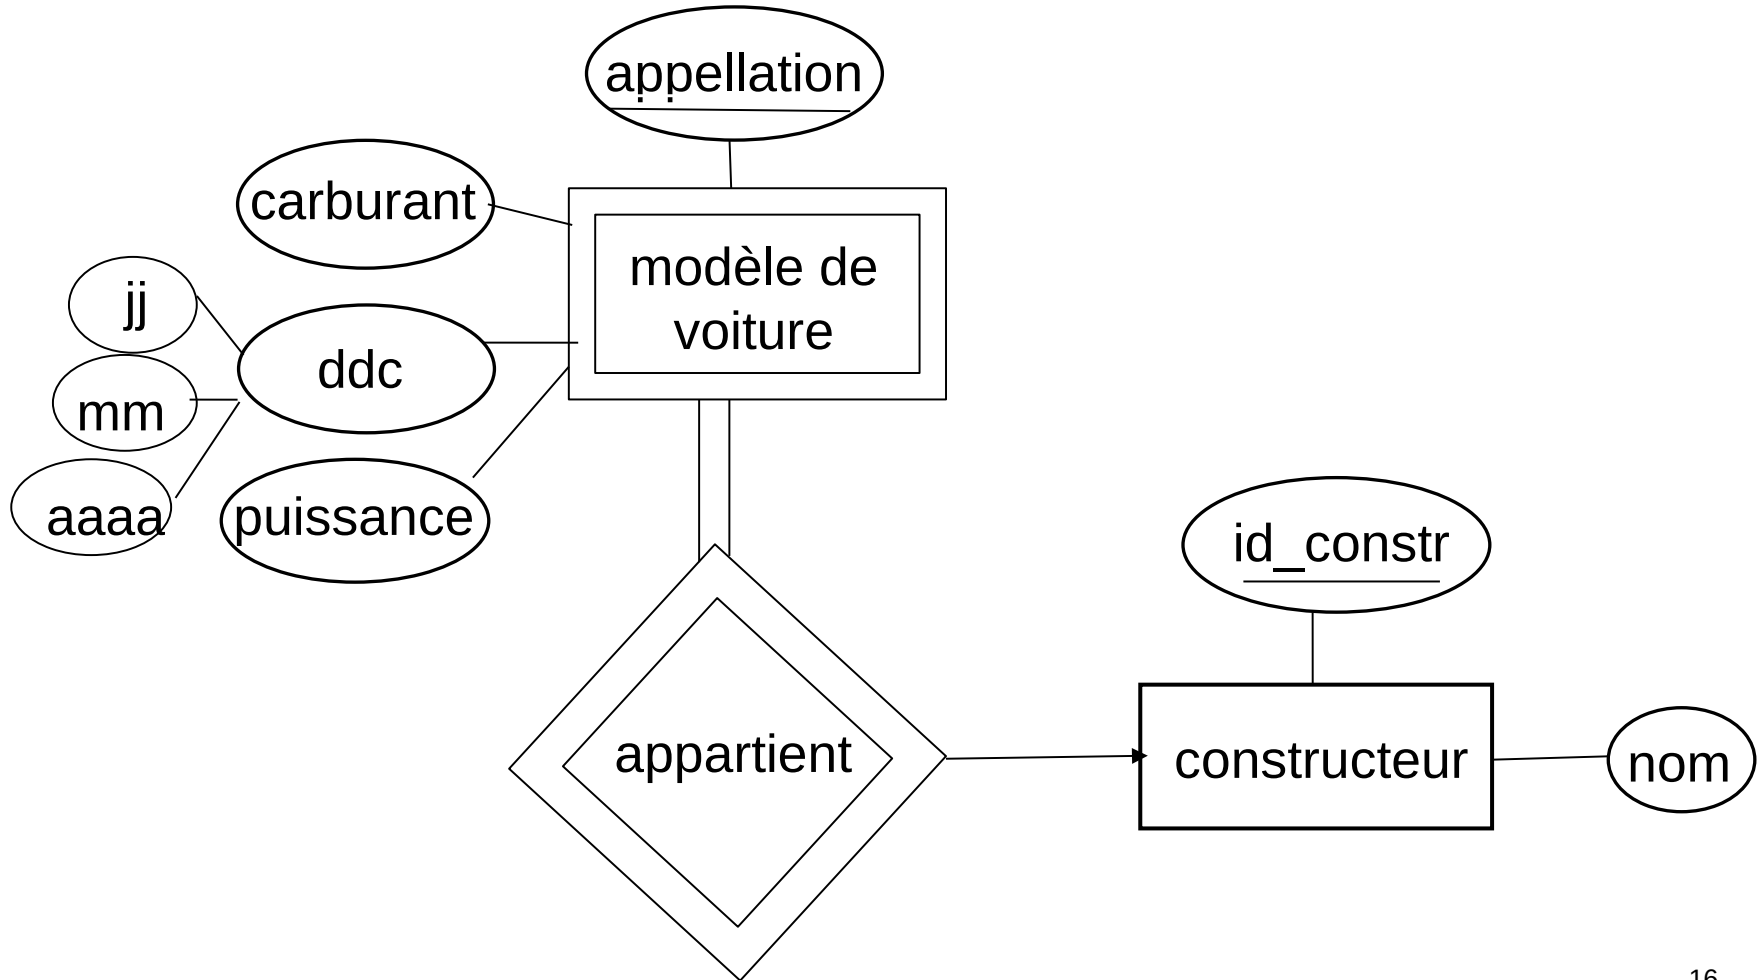 appellation
carburant
modèle de
voiture
jj
ddc
mm
aaaa
puissance
id_constr
appartient
constructeur
nom
16